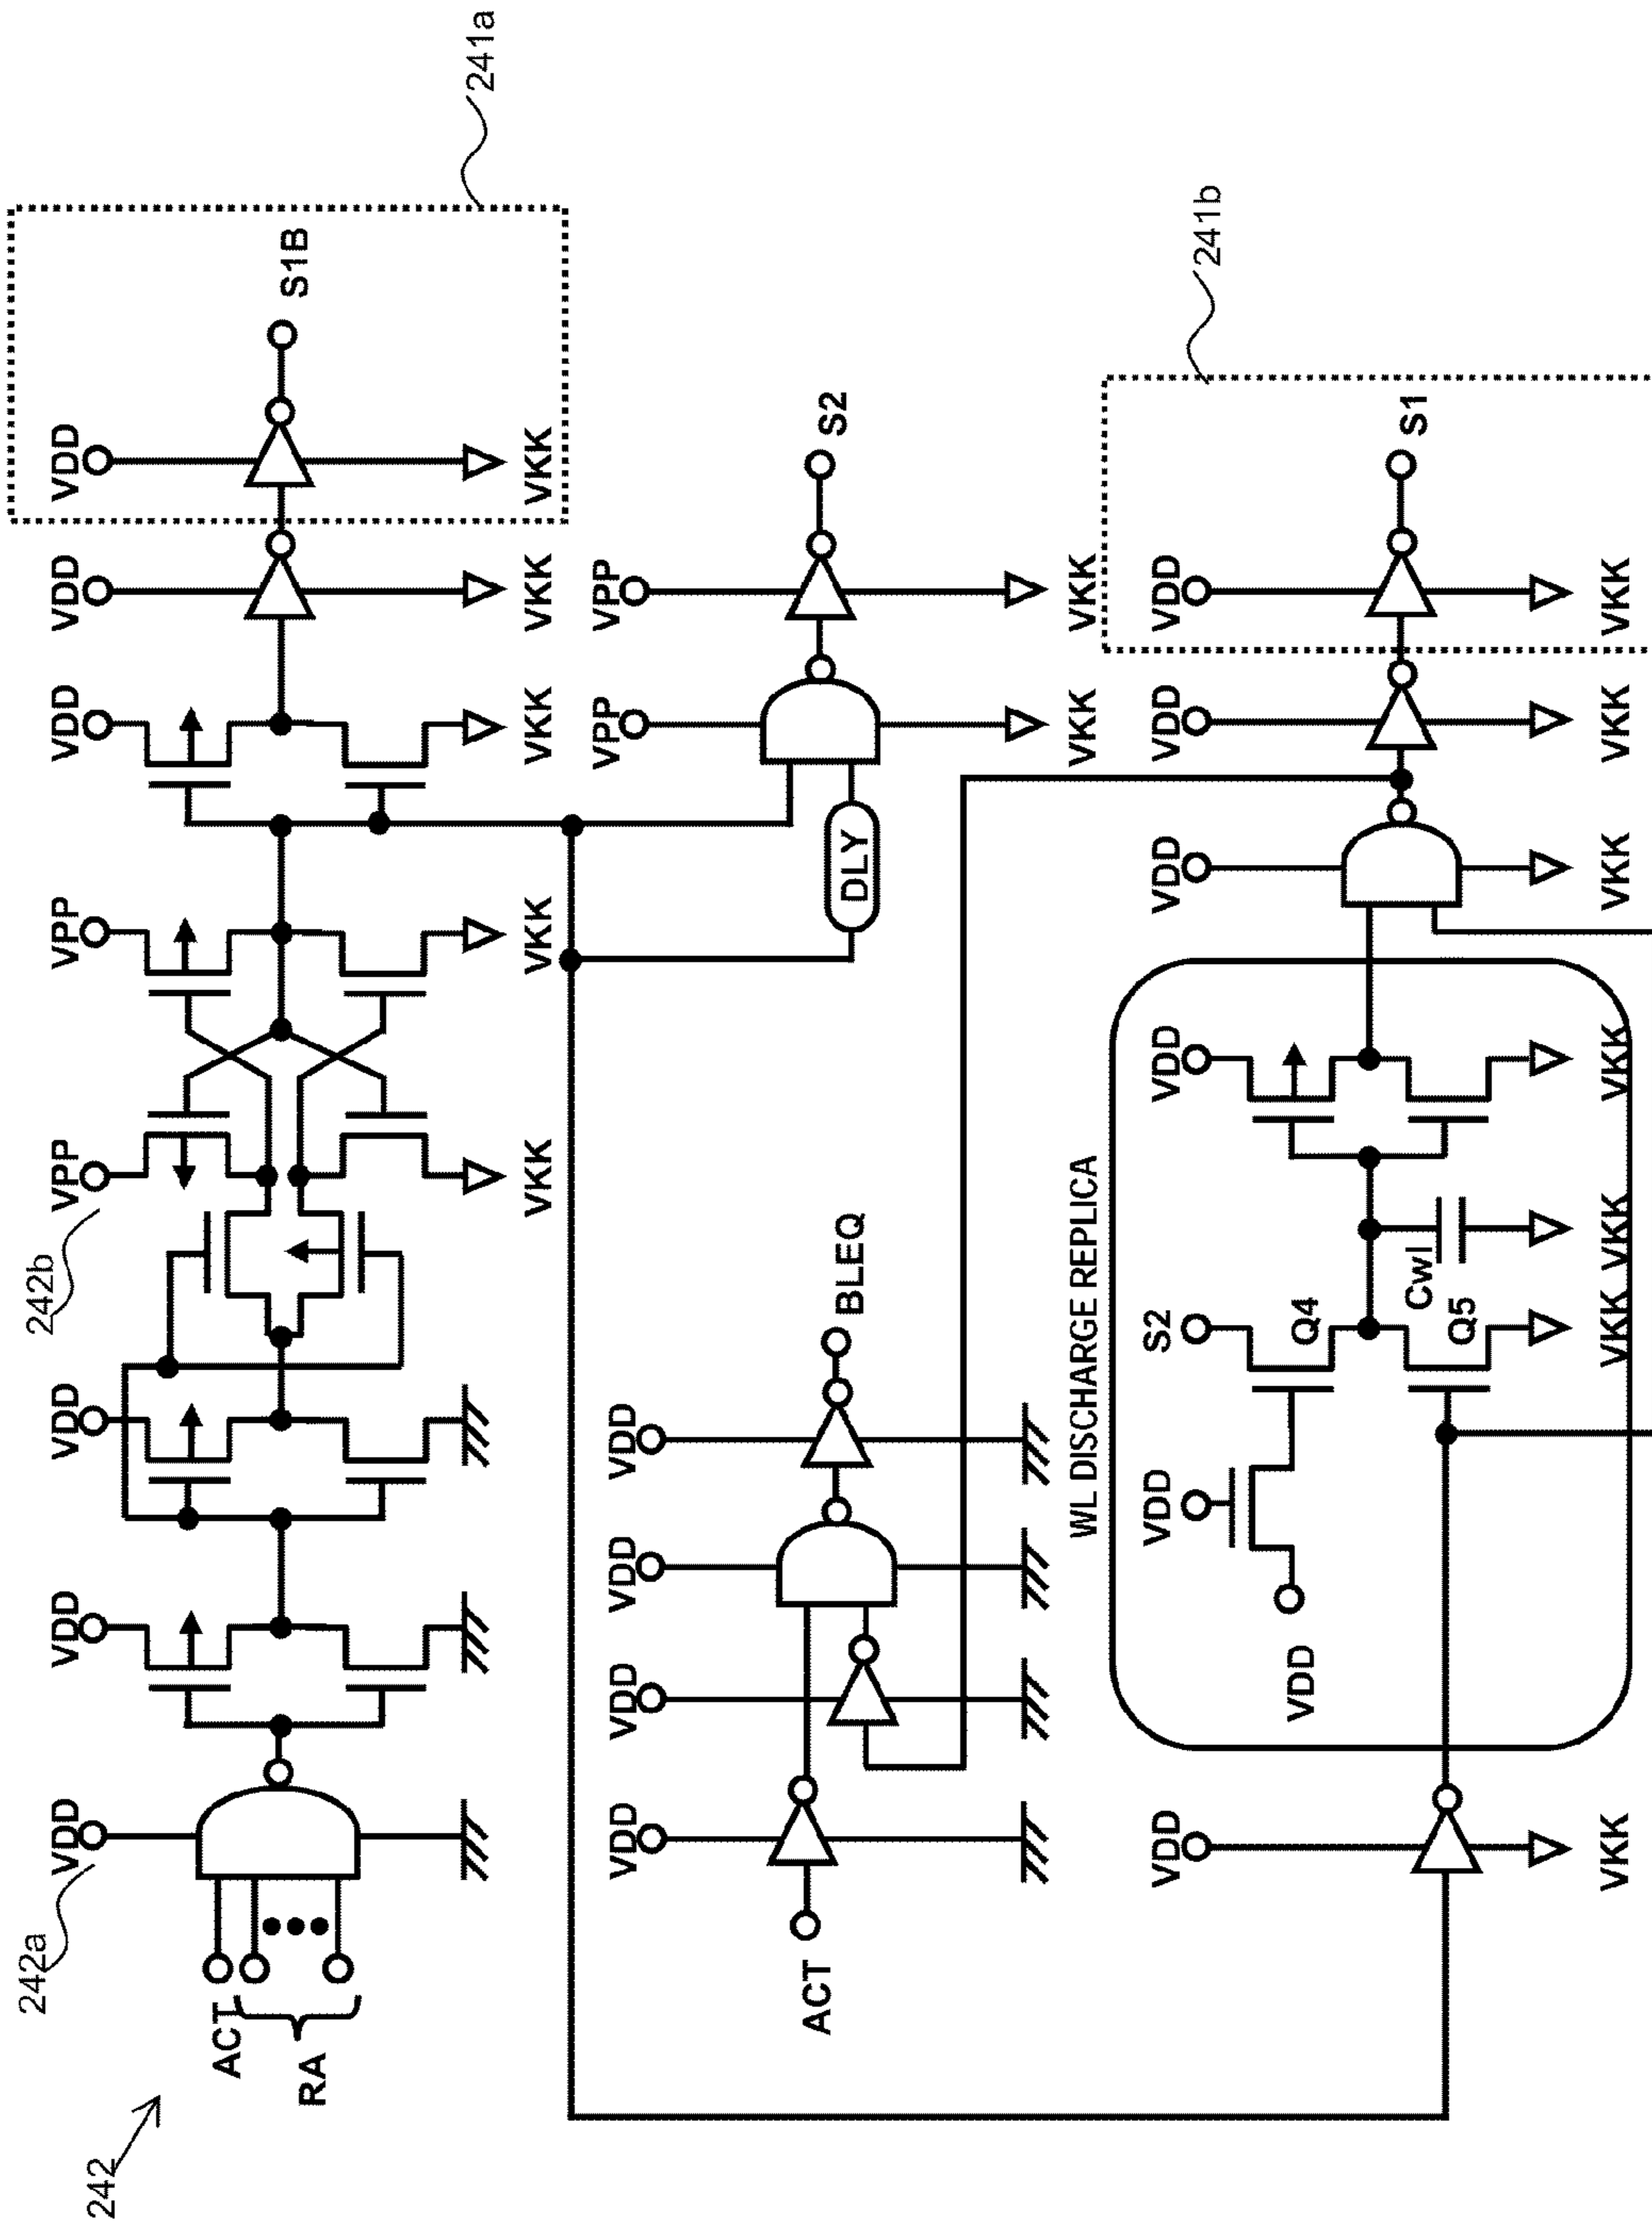 242
242a
242b
VDD
VDD
VDD
VPP
VPP
VDD
VDD
VDD
ACT
RA
S1B
241a
VKK
VKK
VKK
VKK
VKK
VDD
VDD
VDD
VDD
VPP
VPP
ACT
BLEQ
DLY
S2
VKK
VKK
WL DISCHARGE REPLICA
241b
VDD
VDD
S2
VDD
VDD
VDD
VDD
VDD
Q4
Cwl
Q5
S1
VKK
VKK
VKK
VKK
VKK
VKK
VKK